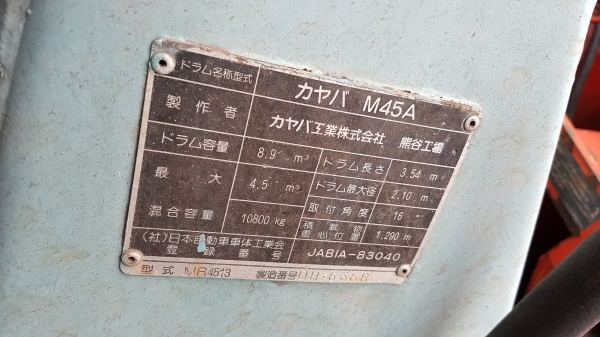 ドラム名称型式 カヤバ M45A
製作者 カヤバ工業株式会社 熊谷工場
ドラム容量 8.9 m³ ドラム長さ 3.54 m
最大混合容量 4.5 m³ ドラム最大径 2.10 m
10800 kg 取付角度 16°
積載物重心位置 1.290 m
(社)日本自動車車体工業会
登録番号 JABIA-83040
型式 MR4513 製造番号